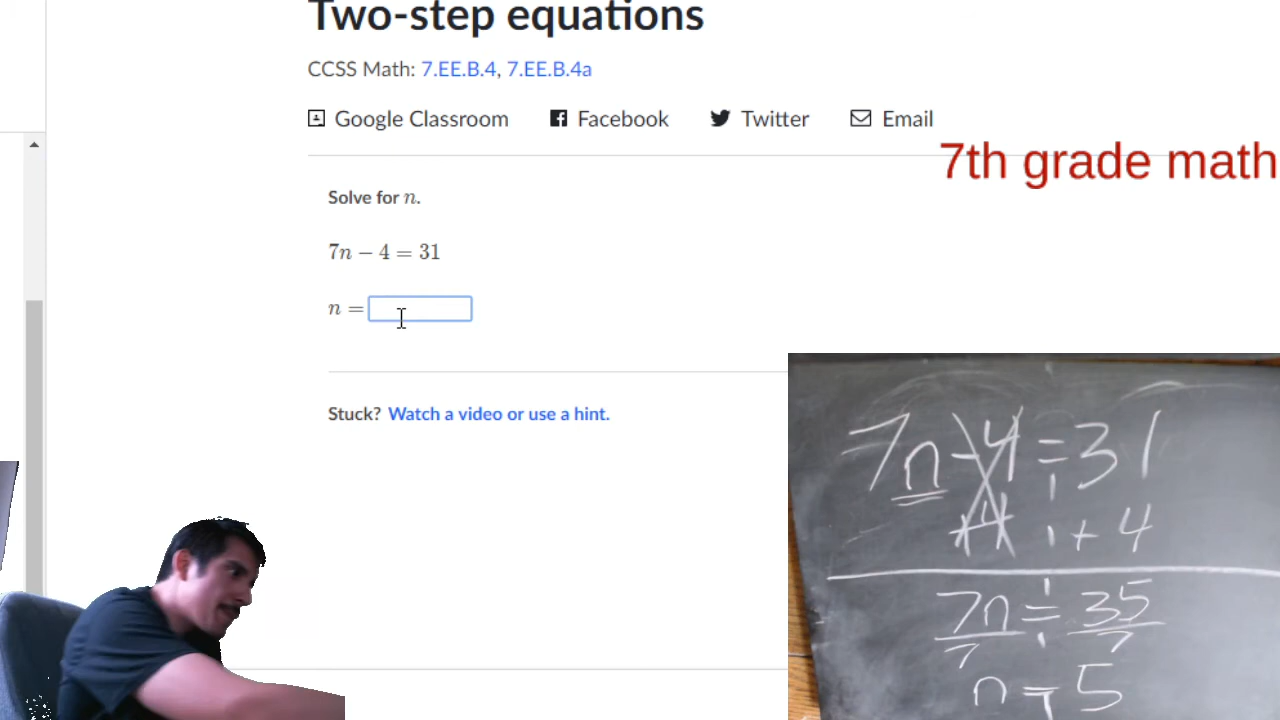 Two-step equations
CCSS Math: 7.EE.B.4, 7.EE.B.4a
Google Classroom Facebook Twitter Email
7th grade math
Solve for n.
7n − 4 = 31
n =
Stuck? Watch a video or use a hint.
7n - 4 = 31
+4 + 4
7n = 35
7 7
n = 5